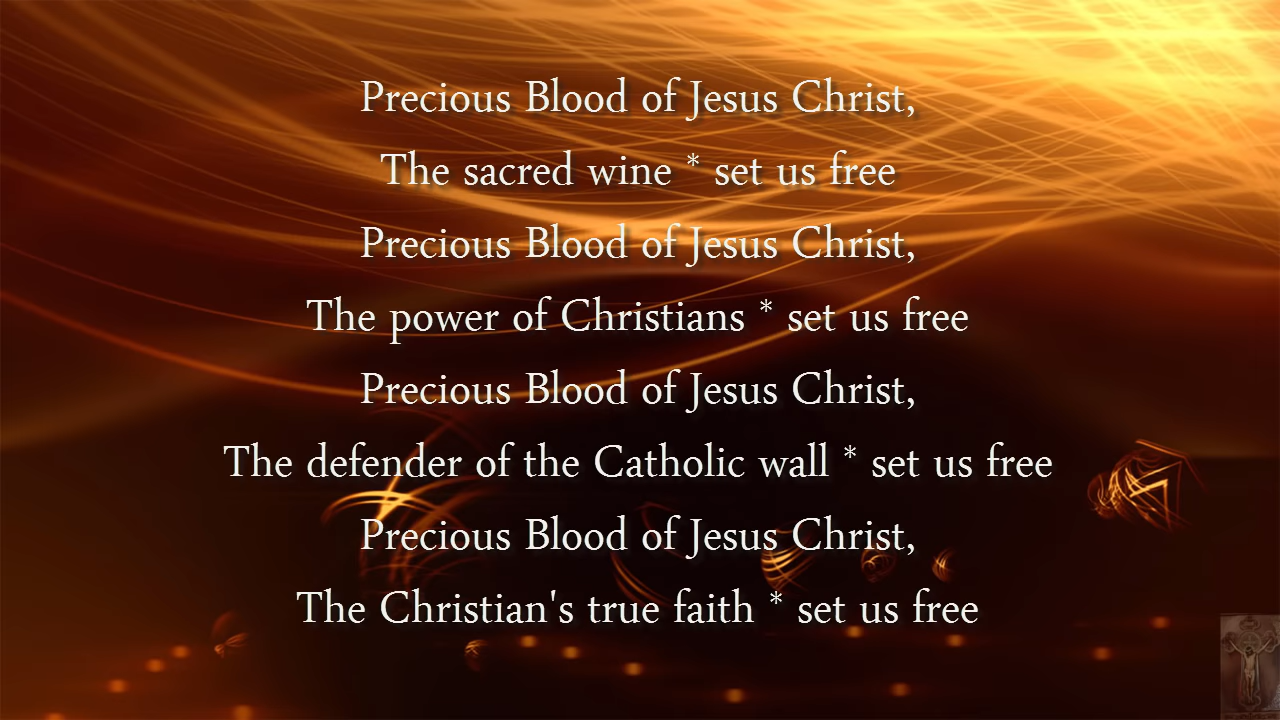 Precious Blood of Jesus Christ,
The sacred wine * set us free
Precious Blood of Jesus Christ,
The power of Christians * set us free
Precious Blood of Jesus Christ,
The defender of the Catholic wall * set us free
Precious Blood of Jesus Christ,
The Christian's true faith * set us free